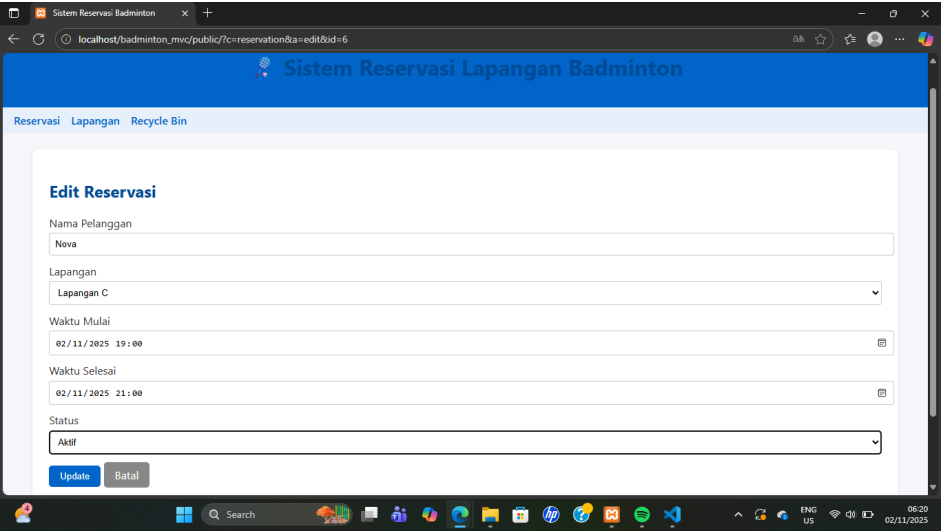 Sistem Reservasi Badminton
localhost/badminton_mvc/public/?c=reservation&a=edit&id=6
Sistem Reservasi Lapangan Badminton
Reservasi Lapangan Recycle Bin
Edit Reservasi
Nama Pelanggan
Nova
Lapangan
Lapangan C
Waktu Mulai
02/11/2025 19:00
Waktu Selesai
02/11/2025 21:00
Status
Aktif
Update Batal
4
Search
ENG
US
06:20
02/11/2025